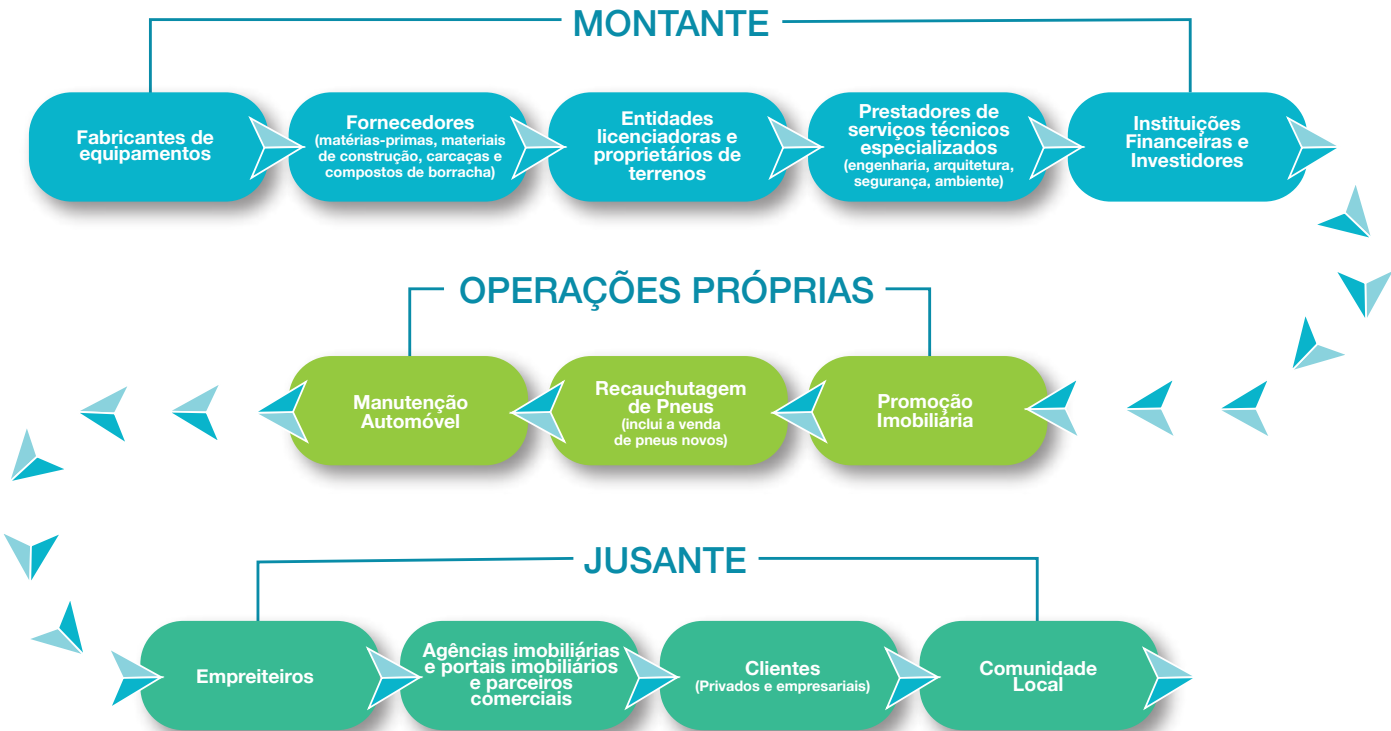 MONTANTE
Fabricantes de
equipamentos
Fornecedores
(matérias-primas, materiais
de construção, carcaças e
compostos de borracha)
Entidades
licenciadoras e
proprietários de
terrenos
Prestadores de
serviços técnicos
especializados
(engenharia, arquitetura,
segurança, ambiente)
Instituições
Financeiras e
Investidores
OPERAÇÕES PRÓPRIAS
Manutenção
Automóvel
Recauchutagem
de Pneus
(inclui a venda
de pneus novos)
Promoção
Imobiliária
JUSANTE
Empreiteiros
Agências imobiliárias
e portais imobiliários
e parceiros
comerciais
Clientes
(Privados e empresariais)
Comunidade
Local